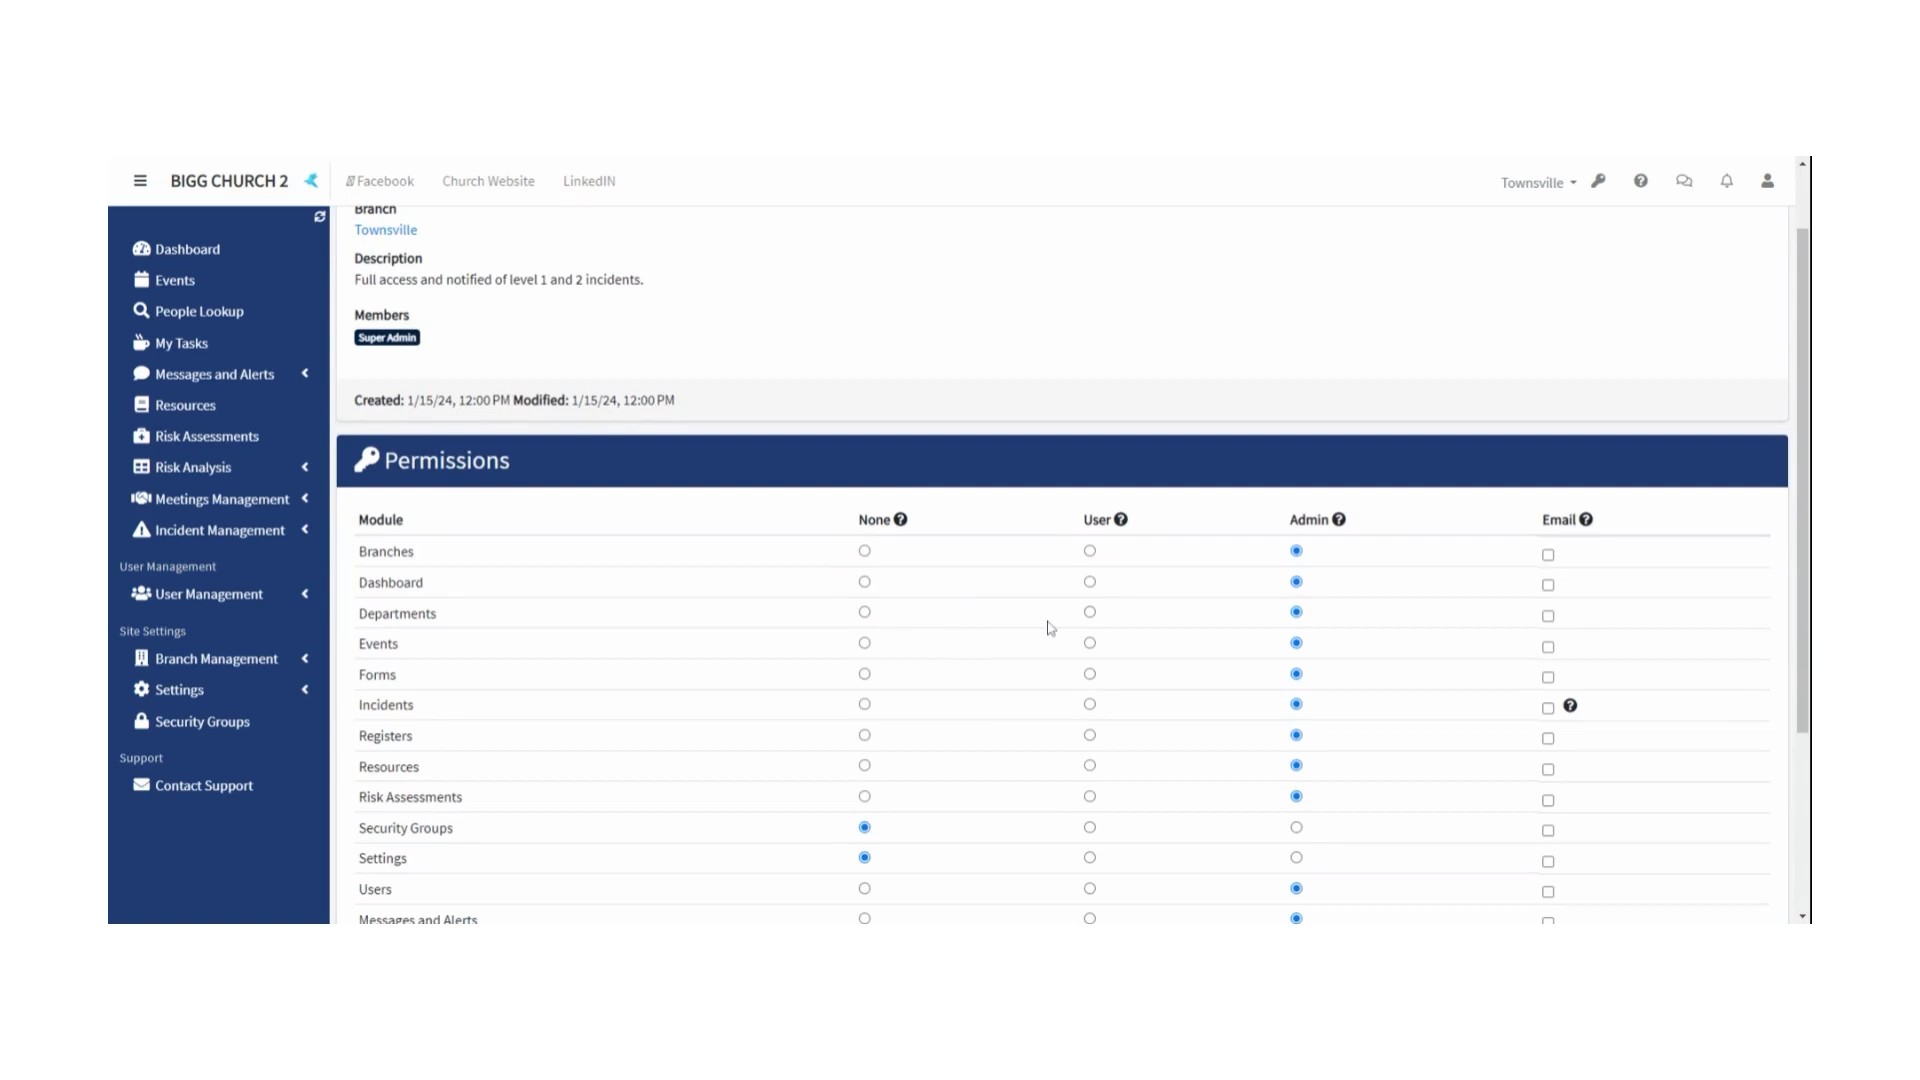 BIGG CHURCH 2
Facebook
Church Website
LinkedIN
Townsville
Dashboard
Events
People Lookup
My Tasks
Messages and Alerts
Resources
Risk Assessments
Risk Analysis
Meetings Management
Incident Management
User Management
User Management
Site Settings
Branch Management
Settings
Security Groups
Support
Contact Support
Branch
Townsville
Description
Full access and notified of level 1 and 2 incidents.
Members
Super Admin
Created: 1/15/24, 12:00 PM Modified: 1/15/24, 12:00 PM
Permissions
Module None ? User ? Admin ? Email ?
Branches
Dashboard
Departments
Events
Forms
Incidents ?
Registers
Resources
Risk Assessments
Security Groups
Settings
Users
Messages and Alerts